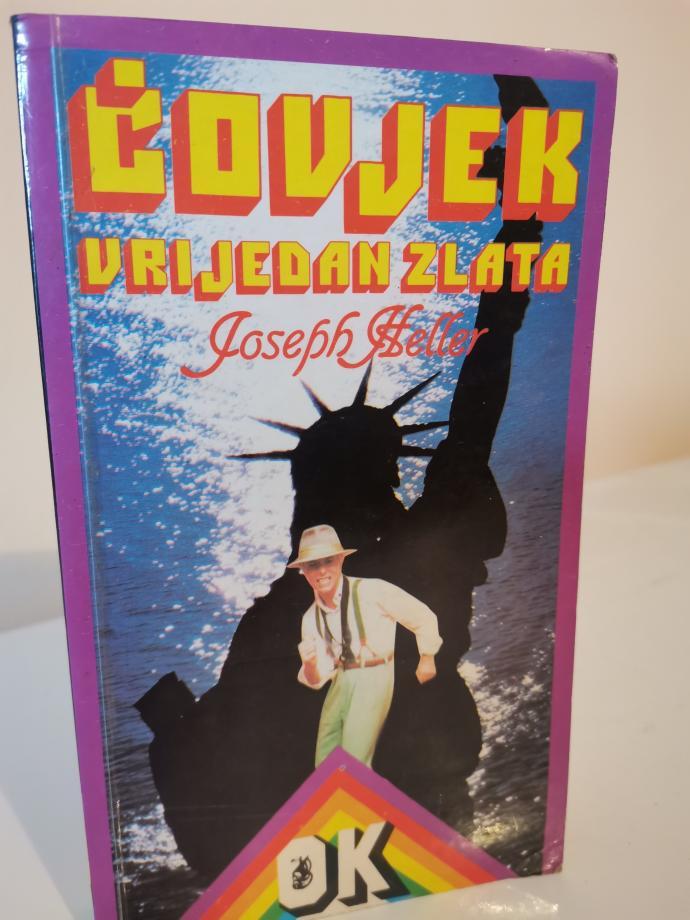 ČOVJEK
VRIJEDAN ZLATA
Joseph Heller
OK